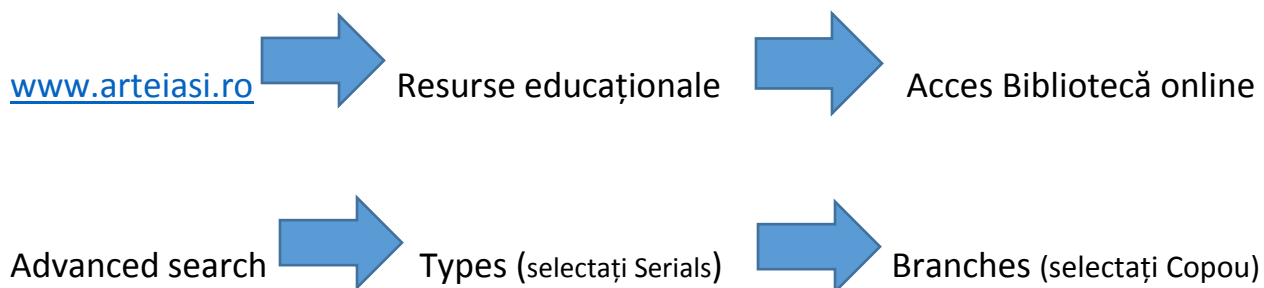 www.arteiasi.ro Resurse educaționale Acces Bibliotecă online
Advanced search Types (selectați Serials) Branches (selectați Copou)